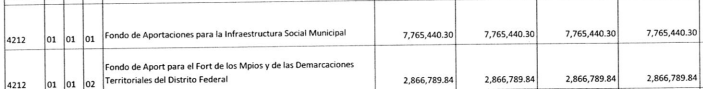 4212 01 01 01 Fondo de Aportaciones para la Infraestructura Social Municipal 7,765,440.30 7,765,440.30 7,765,440.30 7,765,440.30
Fondo de Aport para el Fort de los Mpios y de las Demarcaciones
4212 01 01 02 Territoriales del Distrito Federal 2,866,789.84 2,866,789.84 2,866,789.84 2,866,789.84